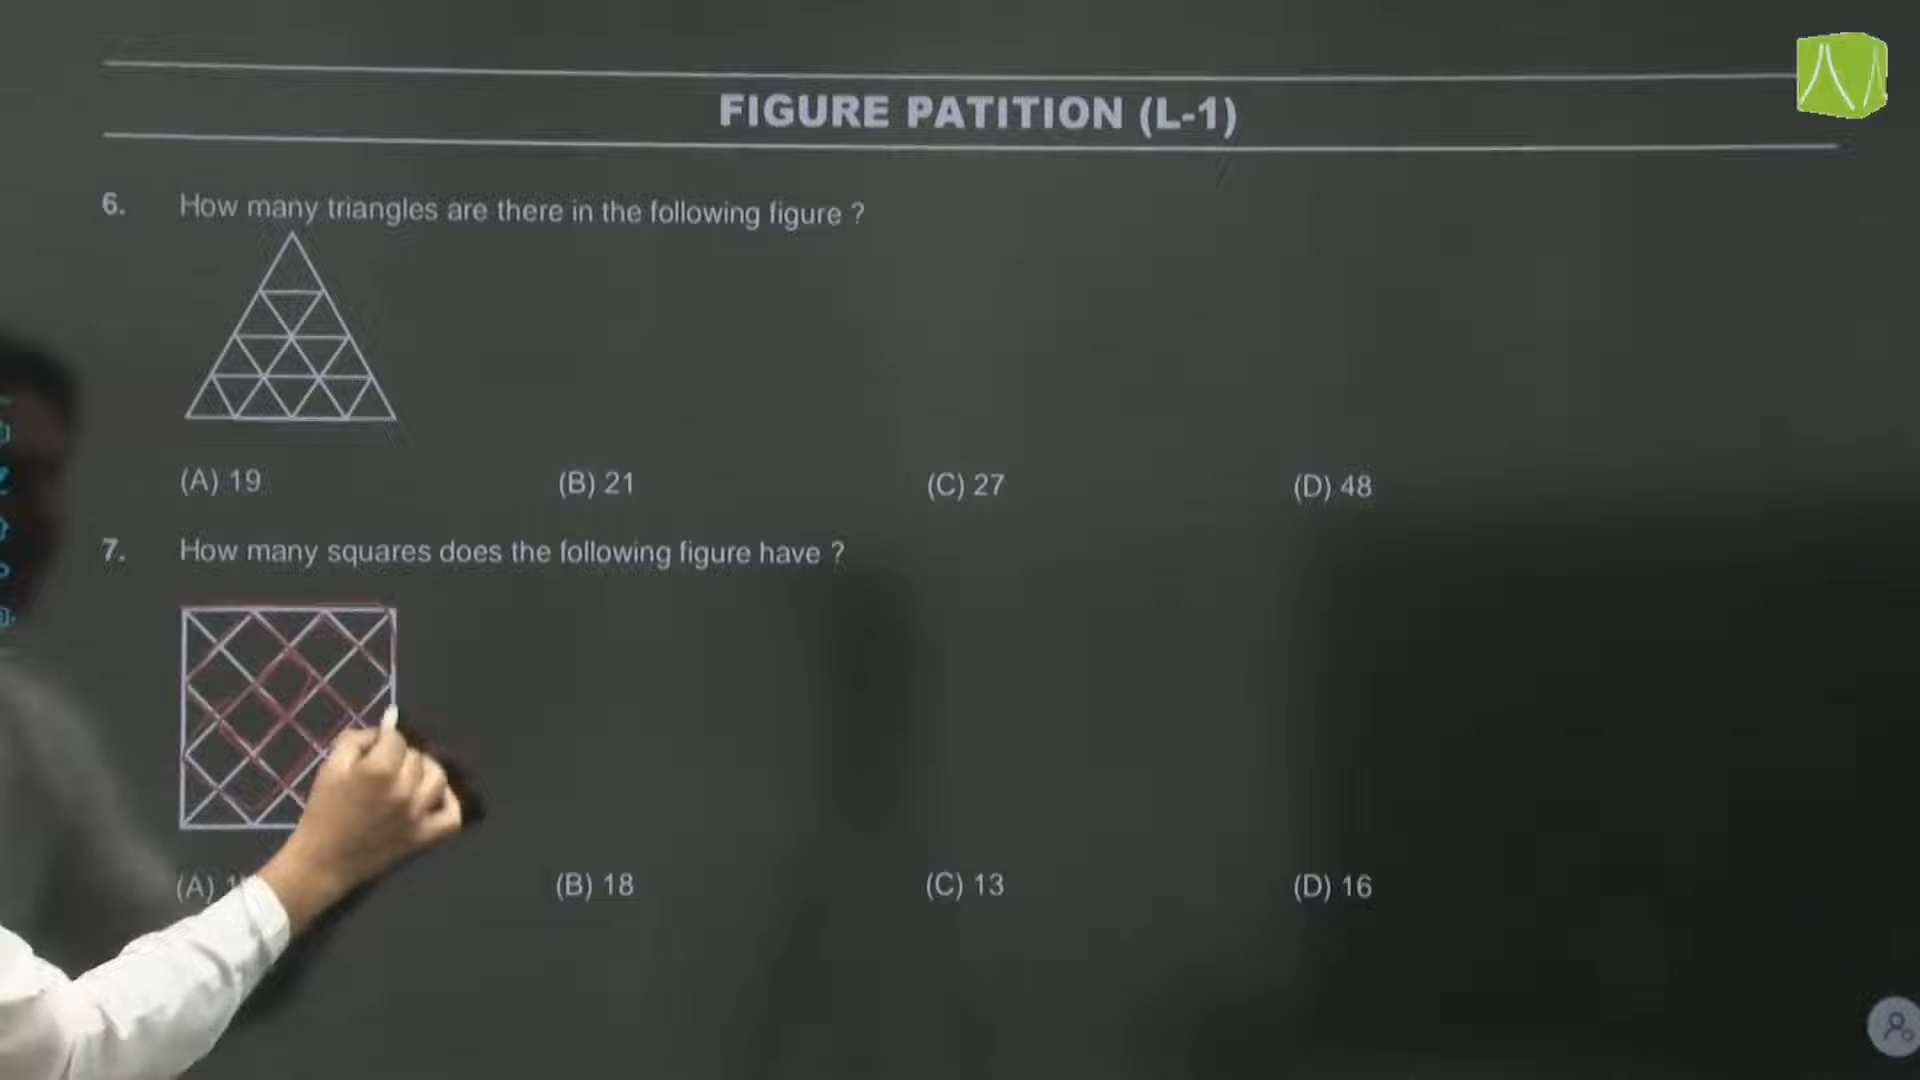 FIGURE PATITION (L-1)
6. How many triangles are there in the following figure ?
(A) 19 (B) 21 (C) 27 (D) 48
7. How many squares does the following figure have ?
(A) (B) 18 (C) 13 (D) 16